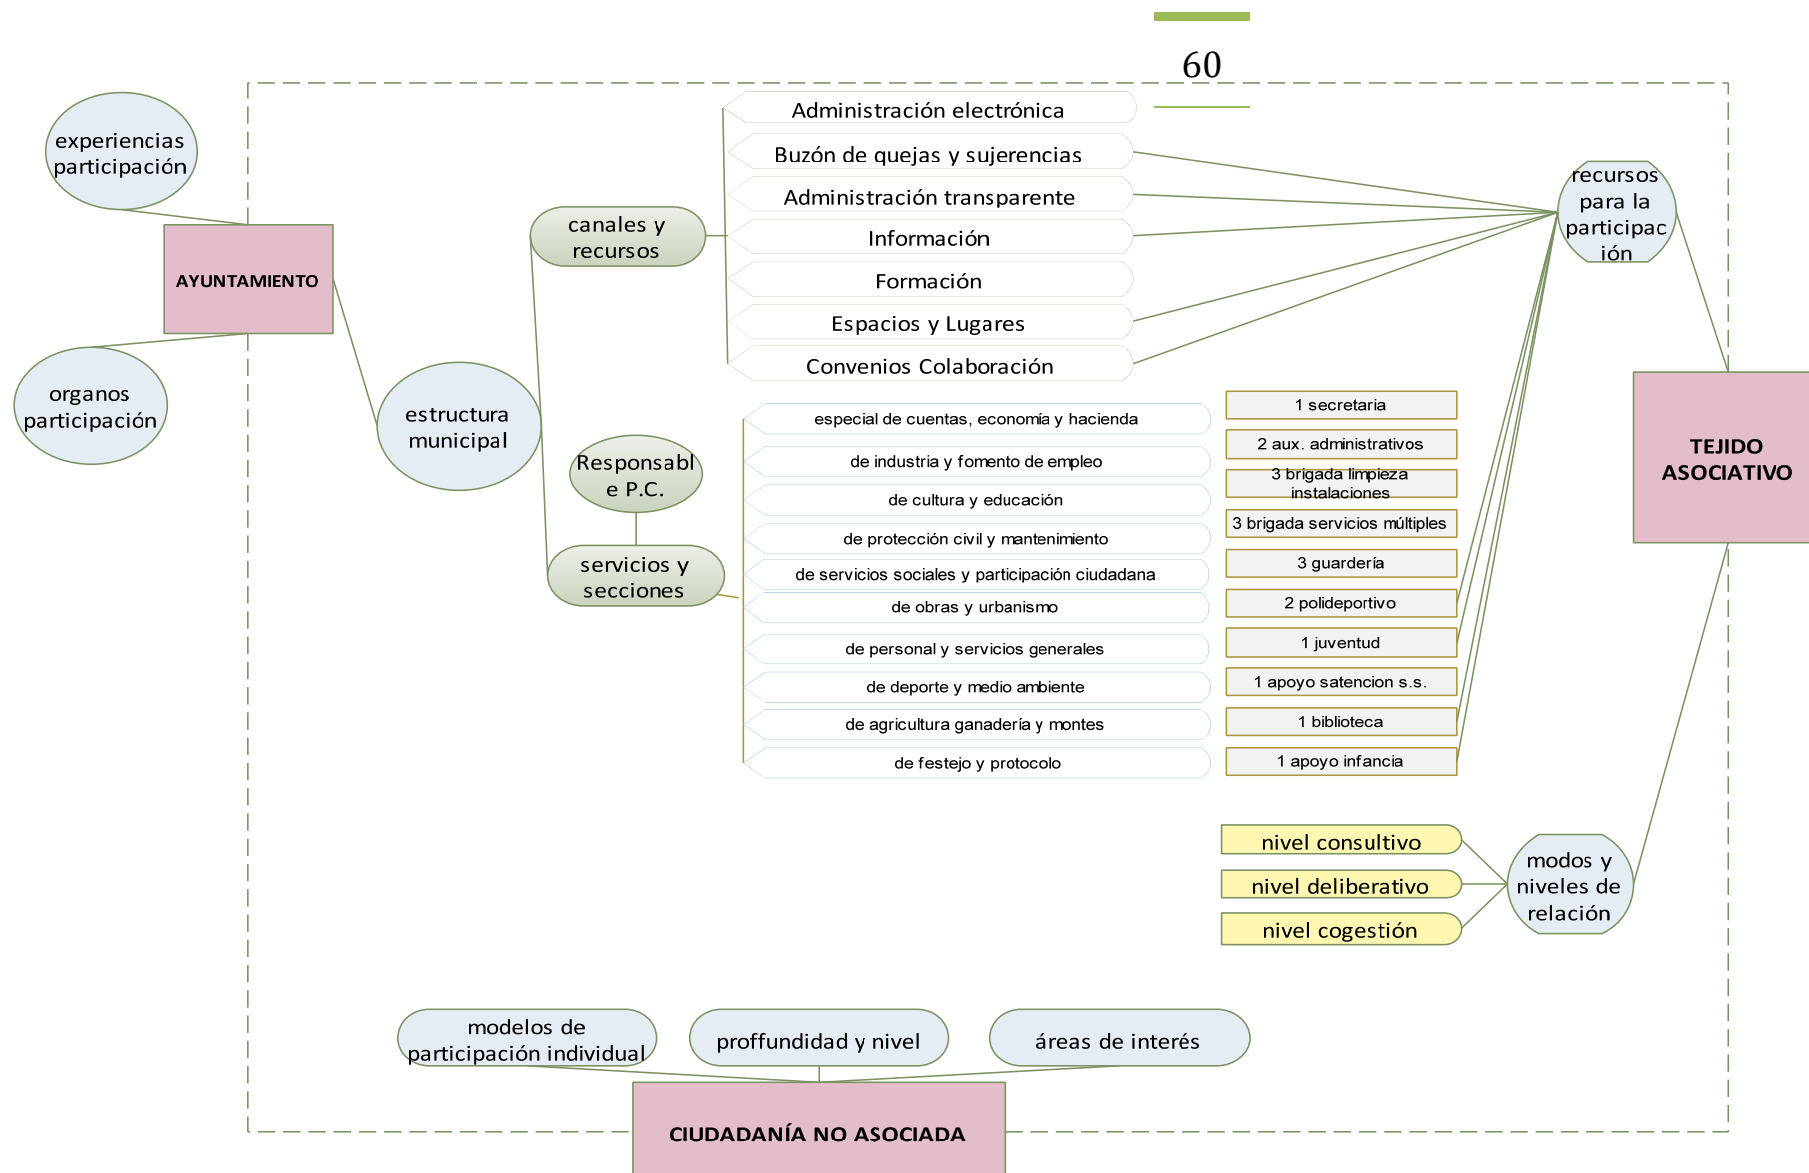 60
experiencias
participación
AYUNTAMIENTO
organos
participación
estructura
municipal
canales y
recursos
Administración electrónica
Buzón de quejas y sujerencias
Administración transparente
Información
Formación
Espacios y Lugares
Convenios Colaboración
Responsabl
e P.C.
servicios y
secciones
especial de cuentas, economía y hacienda
de industria y fomento de empleo
de cultura y educación
de protección civil y mantenimiento
de servicios sociales y participación ciudadana
de obras y urbanismo
de personal y servicios generales
de deporte y medio ambiente
de agricultura ganadería y montes
de festejo y protocolo
1 secretaria
2 aux. administrativos
3 brigada limpieza
instalaciones
3 brigada servicios múltiples
3 guardería
2 polideportivo
1 juventud
1 apoyo satencion s.s.
1 biblioteca
1 apoyo infancia
recursos
para la
participac
ión
TEJIDO
ASOCIATIVO
nivel consultivo
nivel deliberativo
nivel cogestión
modos y
niveles de
relación
modelos de
participación individual
proffundidad y nivel
áreas de interés
CIUDADANÍA NO ASOCIADA